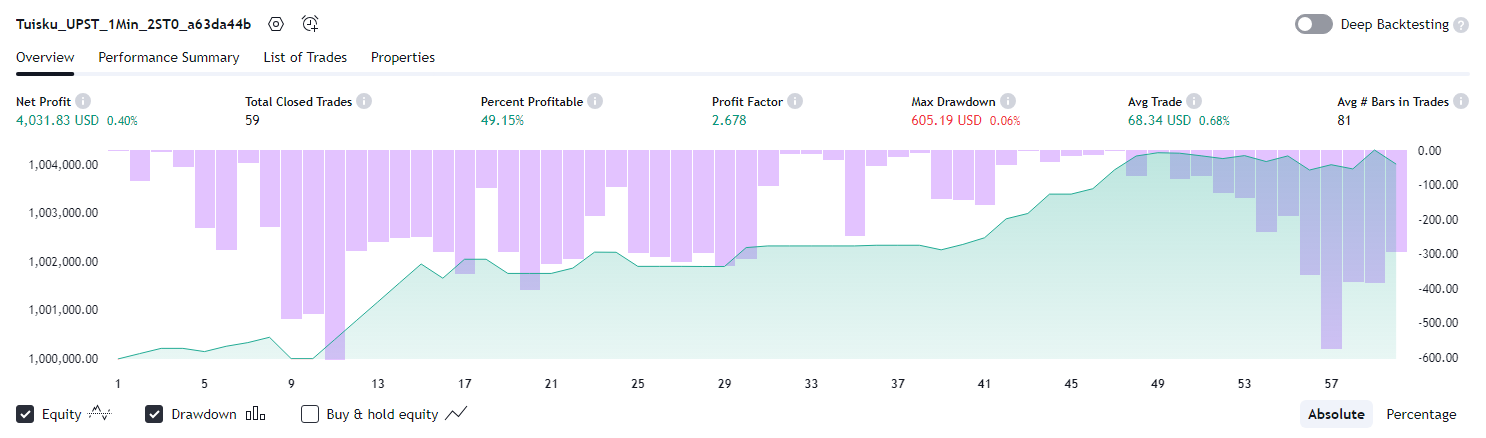 Tuisku_UPST_1Min_2ST0_a63da44b Deep Backtesting ?
Overview Performance Summary List of Trades Properties
Net Profit i Total Closed Trades i Percent Profitable i Profit Factor i Max Drawdown i Avg Trade i Avg # Bars in Trades i
4,031.83 USD 0.40% 59 49.15% 2.678 605.19 USD 0.06% 68.34 USD 0.68% 81
1,004,000.00 0.00
-100.00
1,003,000.00 -200.00
1,002,000.00 -300.00
-400.00
1,001,000.00 -500.00
1,000,000.00 -600.00
1 5 9 13 17 21 25 29 33 37 41 45 49 53 57
Equity Drawdown Buy & hold equity Absolute Percentage